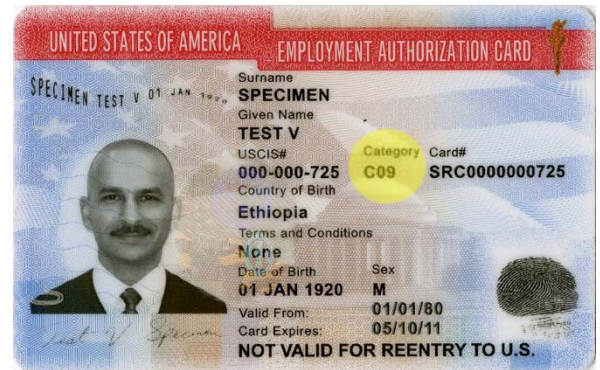 UNITED STATES OF AMERICA
EMPLOYMENT AUTHORIZATION CARD
SPECIMEN TEST V 01 JAN 1920
Surname
SPECIMEN
Given Name
TEST V
USCIS# Category Card#
000-000-725 C09 SRC0000000725
Country of Birth
Ethiopia
Terms and Conditions
None
Date of Birth Sex
01 JAN 1920 M
Valid From: 01/01/80
Card Expires: 05/10/11
NOT VALID FOR REENTRY TO U.S.
Test V Specimen